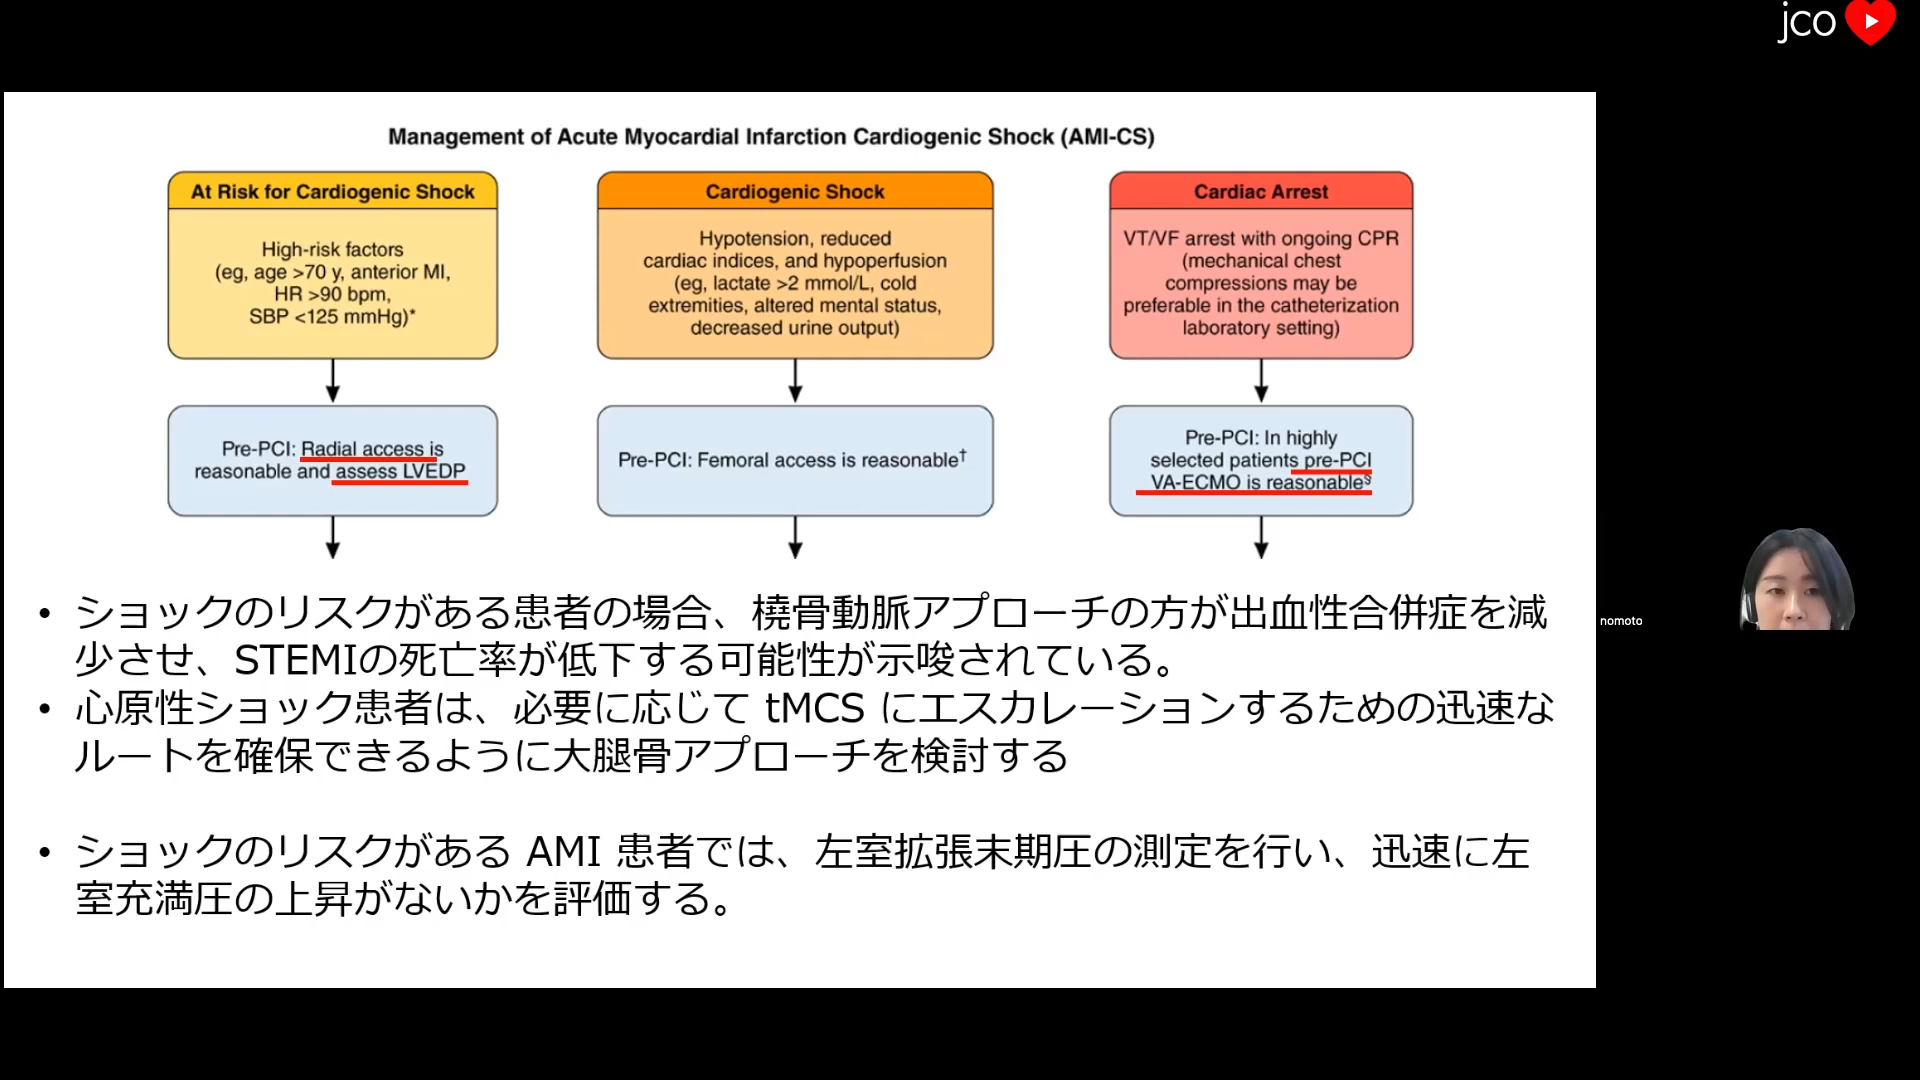 jco
Management of Acute Myocardial Infarction Cardiogenic Shock (AMI-CS)
At Risk for Cardiogenic Shock
High-risk factors
(eg, age >70 y, anterior MI,
HR >90 bpm,
SBP <125 mmHg)*
Pre-PCI: Radial access is
reasonable and assess LVEDP
Cardiogenic Shock
Hypotension, reduced
cardiac indices, and hypoperfusion
(eg, lactate >2 mmol/L, cold
extremities, altered mental status,
decreased urine output)
Pre-PCI: Femoral access is reasonable†
Cardiac Arrest
VT/VF arrest with ongoing CPR
(mechanical chest
compressions may be
preferable in the catheterization
laboratory setting)
Pre-PCI: In highly
selected patients pre-PCI
VA-ECMO is reasonable§
• ショックのリスクがある患者の場合、橈骨動脈アプローチの方が出血性合併症を減
少させ、STEMIの死亡率が低下する可能性が示唆されている。
• 心原性ショック患者は、必要に応じて tMCS にエスカレーションするための迅速な
ルートを確保できるように大腿骨アプローチを検討する
• ショックのリスクがある AMI 患者では、左室拡張末期圧の測定を行い、迅速に左
室充満圧の上昇がないかを評価する。
nomoto